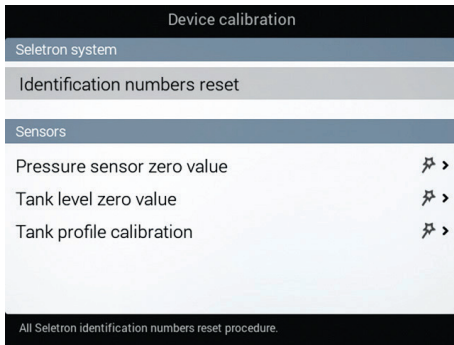 Device calibration
Seletron system
Identification numbers reset
Sensors
Pressure sensor zero value
Tank level zero value
Tank profile calibration
All Seletron identification numbers reset procedure.